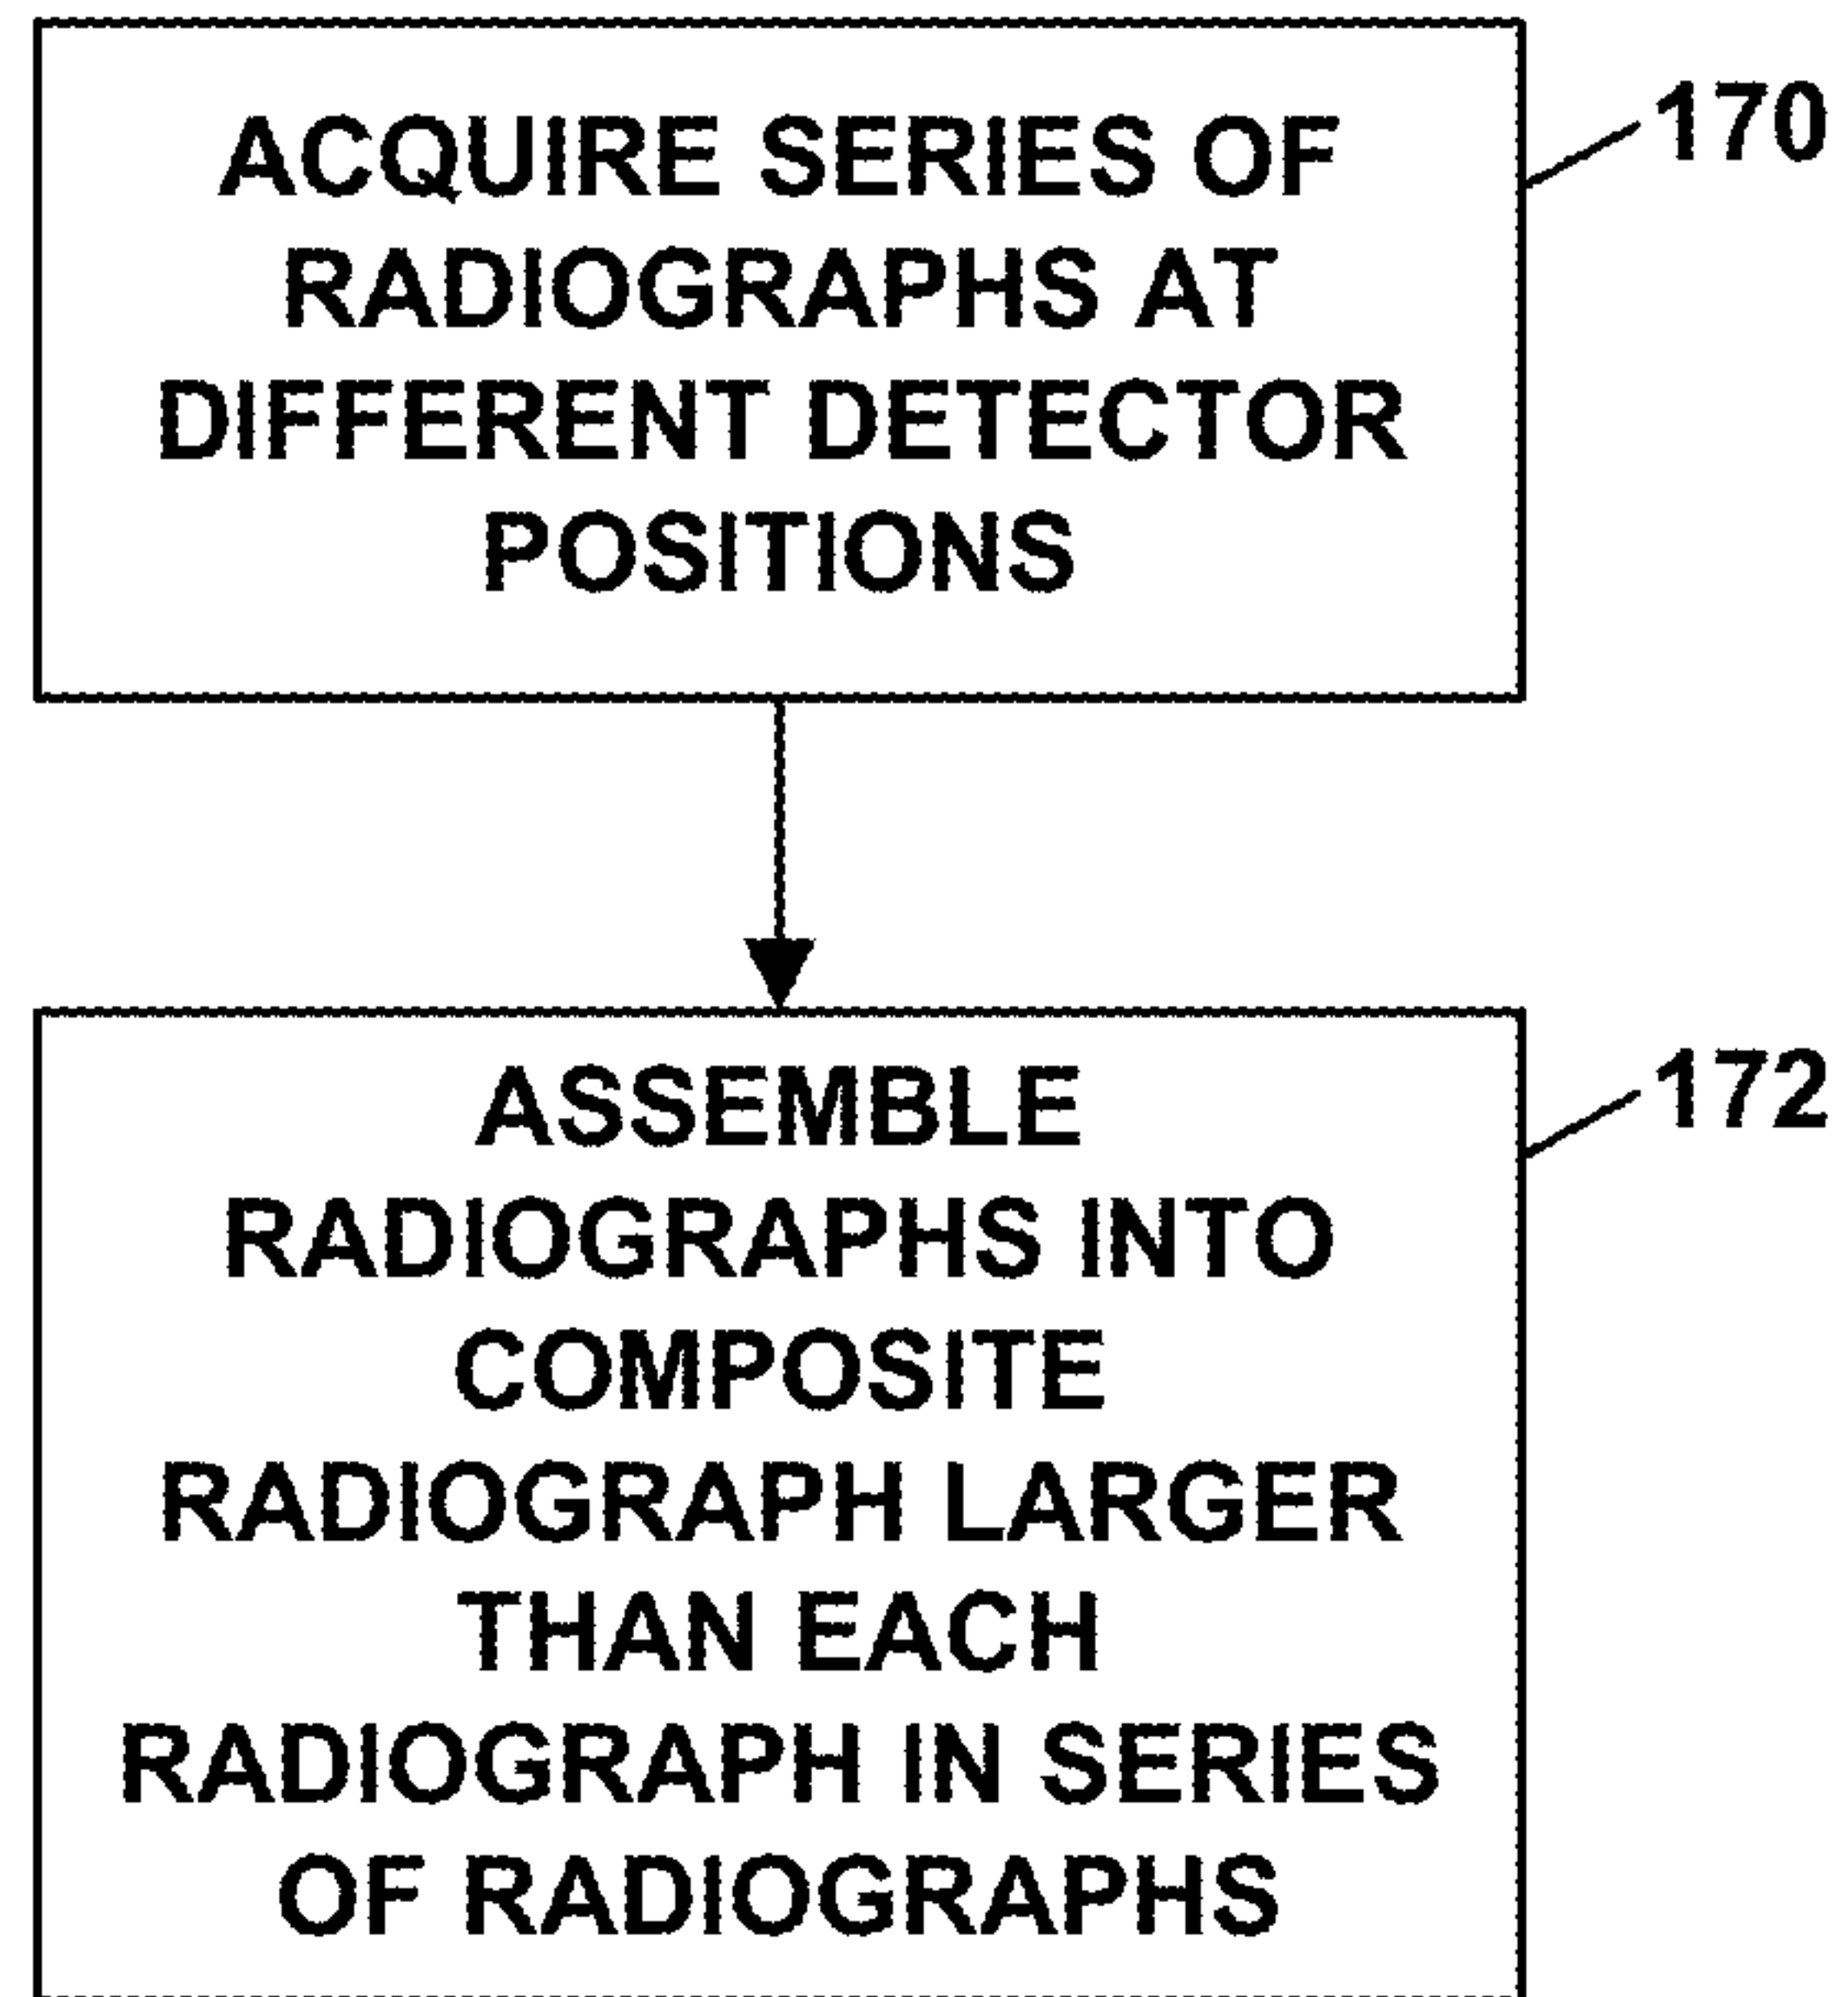 ACQUIRE SERIES OF
RADIOGRAPHS AT
DIFFERENT DETECTOR
POSITIONS
170
ASSEMBLE
RADIOGRAPHS INTO
COMPOSITE
RADIOGRAPH LARGER
THAN EACH
RADIOGRAPH IN SERIES
OF RADIOGRAPHS
172